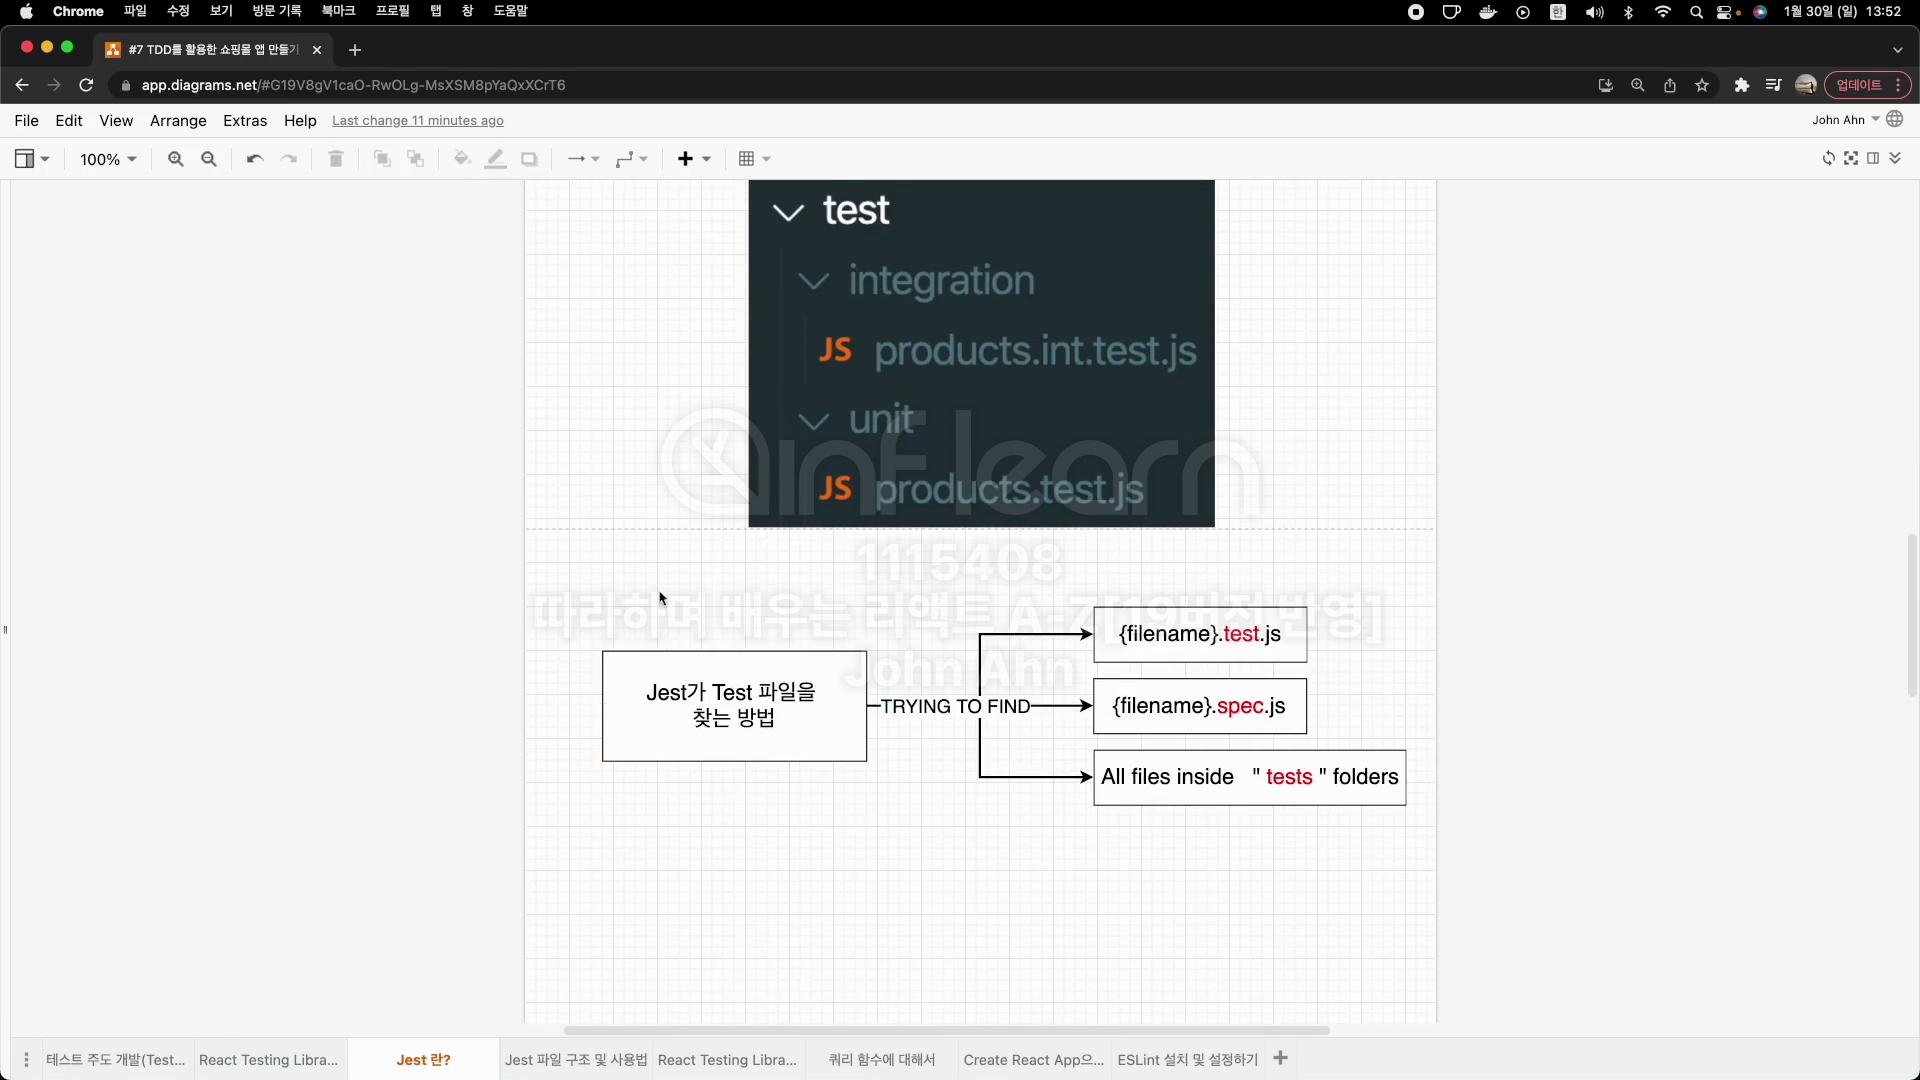 Chrome 파일 수정 보기 방문 기록 북마크 프로필 탭 창 도움말 한 1월 30일 (일) 13:52
#7 TDD를 활용한 쇼핑몰 앱 만들기
app.diagrams.net/#G19V8gV1caO-RwOLg-MsXSM8pYaQxXCrT6 업데이트
File Edit View Arrange Extras Help Last change 11 minutes ago John Ahn
100%
test
integration
JS products.int.test.js
unit
JS products.test.js
inflearn
1115408
따라하며 배우는 리액트 A-Z[19버전 반영]
John Ahn
{filename}.test.js
Jest가 Test 파일을
찾는 방법
TRYING TO FIND
{filename}.spec.js
All files inside " tests " folders
테스트 주도 개발(Test... React Testing Libra... Jest 란? Jest 파일 구조 및 사용법 React Testing Libra... 쿼리 함수에 대해서 Create React App으... ESLint 설치 및 설정하기